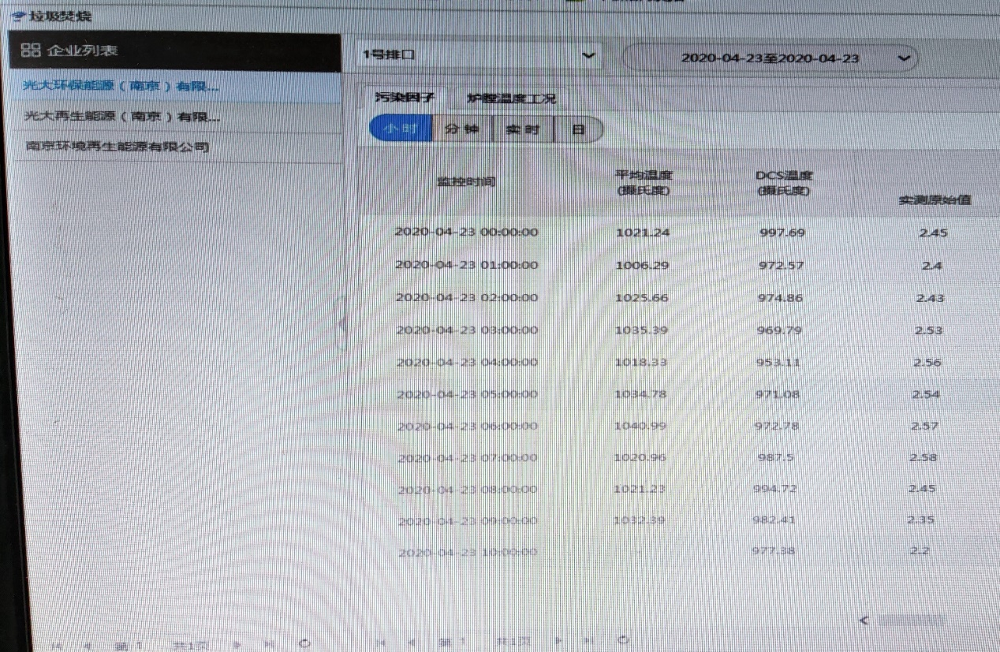 垃圾焚烧
企业列表
光大环保能源（南京）有限...
光大再生能源（南京）有限...
南京环境再生能源有限公司
1号排口
2020-04-23至2020-04-23
污染因子 炉膛温度工况
小时 分钟 实时 日
监控时间 平均温度(摄氏度) DCS温度(摄氏度) 实测原始值
2020-04-23 00:00:00 1021.24 997.69 2.45
2020-04-23 01:00:00 1006.29 972.57 2.4
2020-04-23 02:00:00 1025.66 974.86 2.43
2020-04-23 03:00:00 1035.39 969.79 2.53
2020-04-23 04:00:00 1018.33 953.11 2.56
2020-04-23 05:00:00 1034.78 971.08 2.54
2020-04-23 06:00:00 1040.99 972.78 2.57
2020-04-23 07:00:00 1020.96 987.5 2.58
2020-04-23 08:00:00 1021.23 994.72 2.45
2020-04-23 09:00:00 1032.39 982.41 2.35
2020-04-23 10:00:00 - 977.38 2.2
第 1 共1页
第 1 共1页